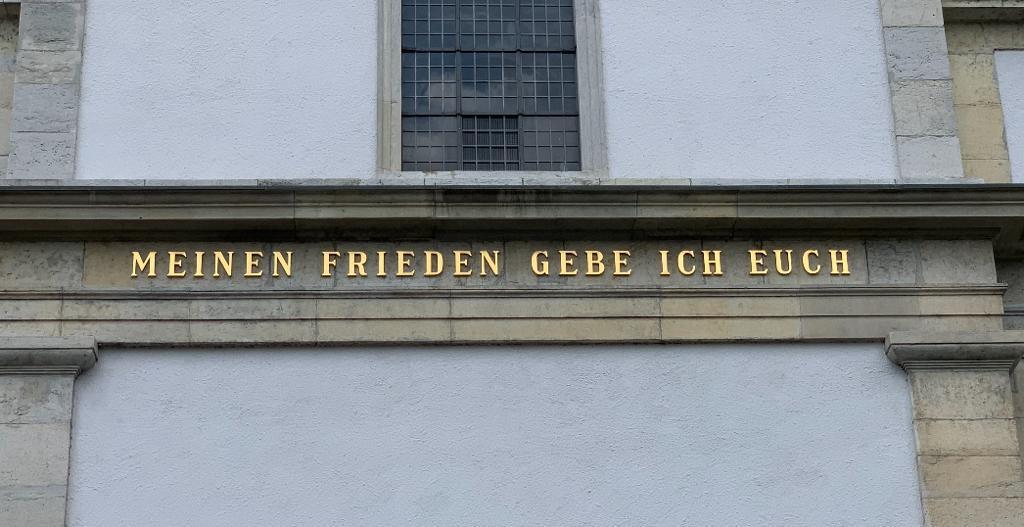 MEINEN FRIEDEN GEBE ICH EUCH